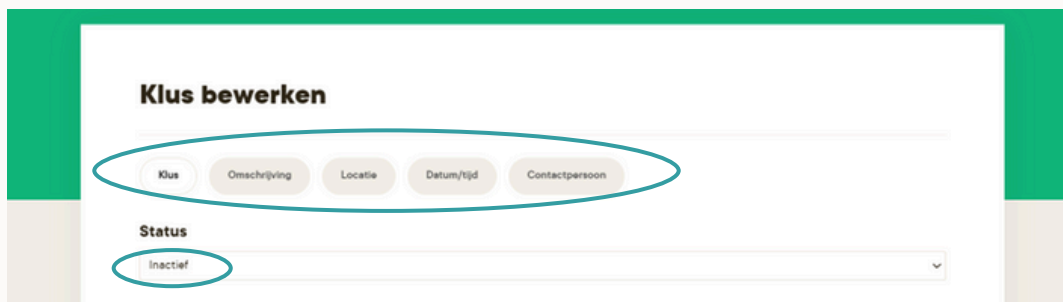 Klus bewerken
Klus Omschrijving Locatie Datum/tijd Contactpersoon
Status
Inactief